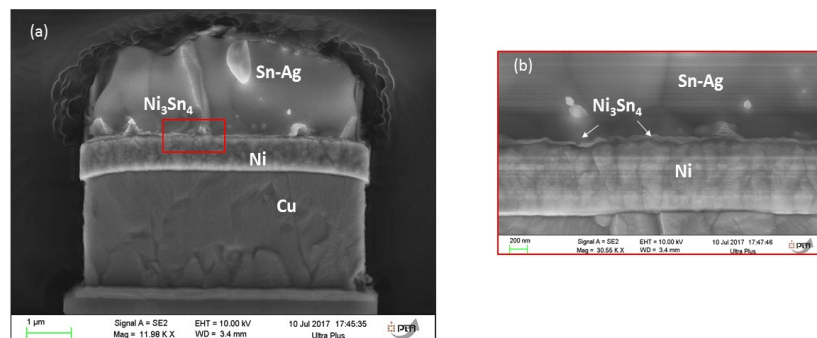 (a)
Sn-Ag
Ni₃Sn₄
Ni
Cu
1 µm
Signal A = SE2
EHT = 10.00 kV
10 Jul 2017 17:45:35
Mag = 11.98 K X
WD = 3.4 mm
Ultra Plus
(b)
Sn-Ag
Ni₃Sn₄
Ni
200 nm
Signal A = SE2
EHT = 10.00 kV
10 Jul 2017 17:47:46
Mag = 30.55 K X
WD = 3.4 mm
Ultra Plus